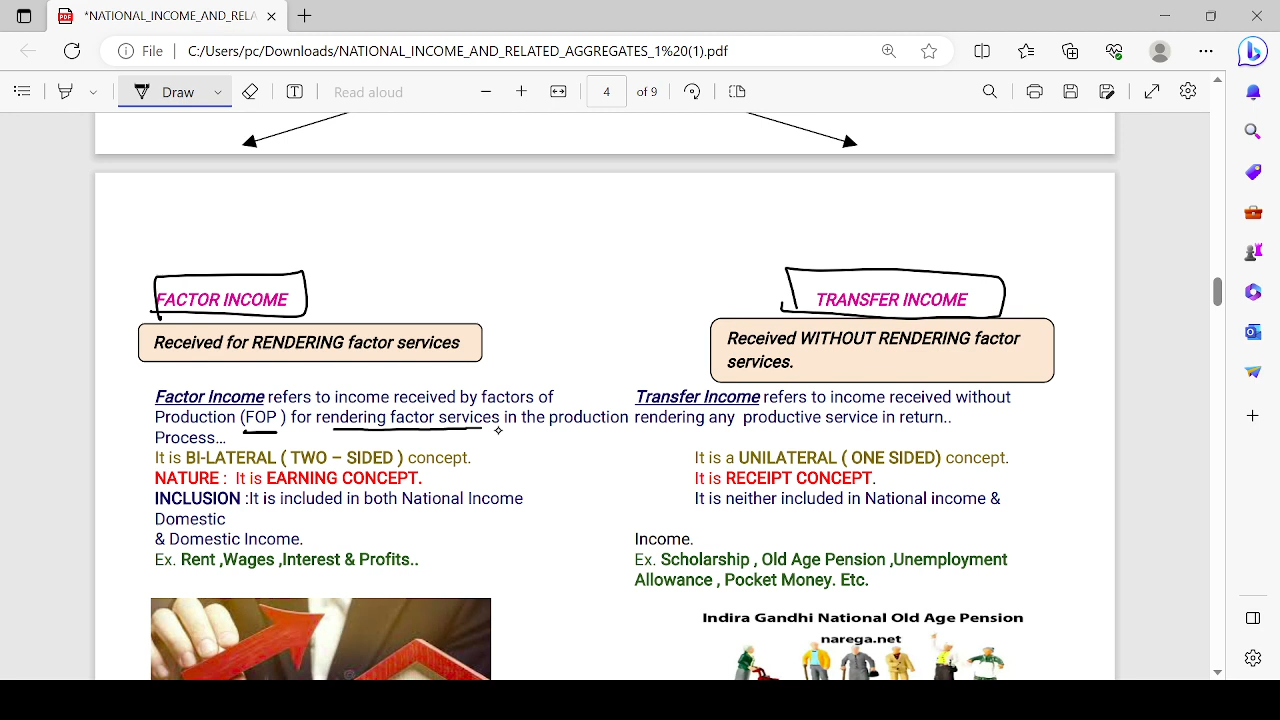 *NATIONAL_INCOME_AND_RELA
File
C:/Users/pc/Downloads/NATIONAL_INCOME_AND_RELATED_AGGREGATES_1%20(1).pdf
Draw
Read aloud
4 of 9
FACTOR INCOME
Received for RENDERING factor services
Factor Income refers to income received by factors of
Production (FOP ) for rendering factor services in the production
Process...
It is BI-LATERAL ( TWO – SIDED ) concept.
NATURE : It is EARNING CONCEPT.
INCLUSION :It is included in both National Income
Domestic
& Domestic Income.
Ex. Rent ,Wages ,Interest & Profits..
TRANSFER INCOME
Received WITHOUT RENDERING factor
services.
Transfer Income refers to income received without
rendering any productive service in return..
It is a UNILATERAL ( ONE SIDED) concept.
It is RECEIPT CONCEPT.
It is neither included in National income &
Income.
Ex. Scholarship , Old Age Pension ,Unemployment
Allowance , Pocket Money. Etc.
Indira Gandhi National Old Age Pension
narega.net